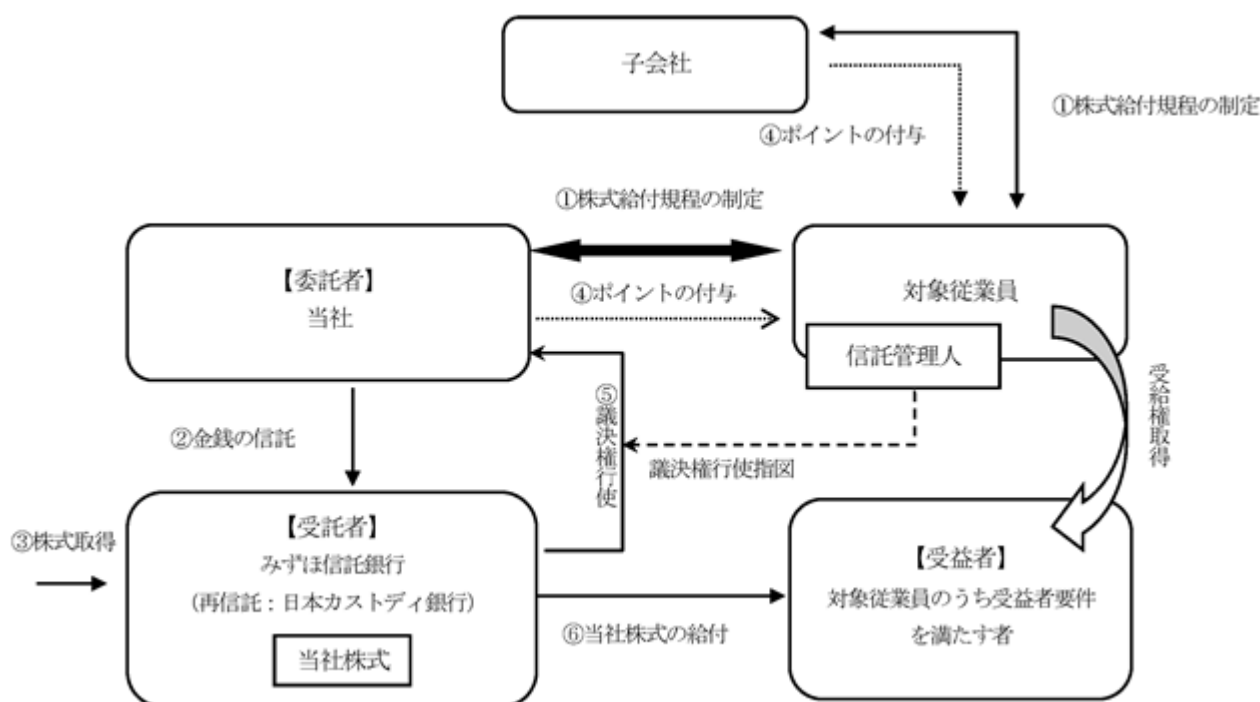 子会社
①株式給付規程の制定
④ポイントの付与
①株式給付規程の制定
【委託者】
当社
④ポイントの付与
対象従業員
信託管理人
受給権取得
②金銭の信託
⑤議決権行使
議決権行使指図
③株式取得
【受託者】
みずほ信託銀行
(再信託：日本カストディ銀行)
当社株式
⑥当社株式の給付
【受益者】
対象従業員のうち受益者要件
を満たす者